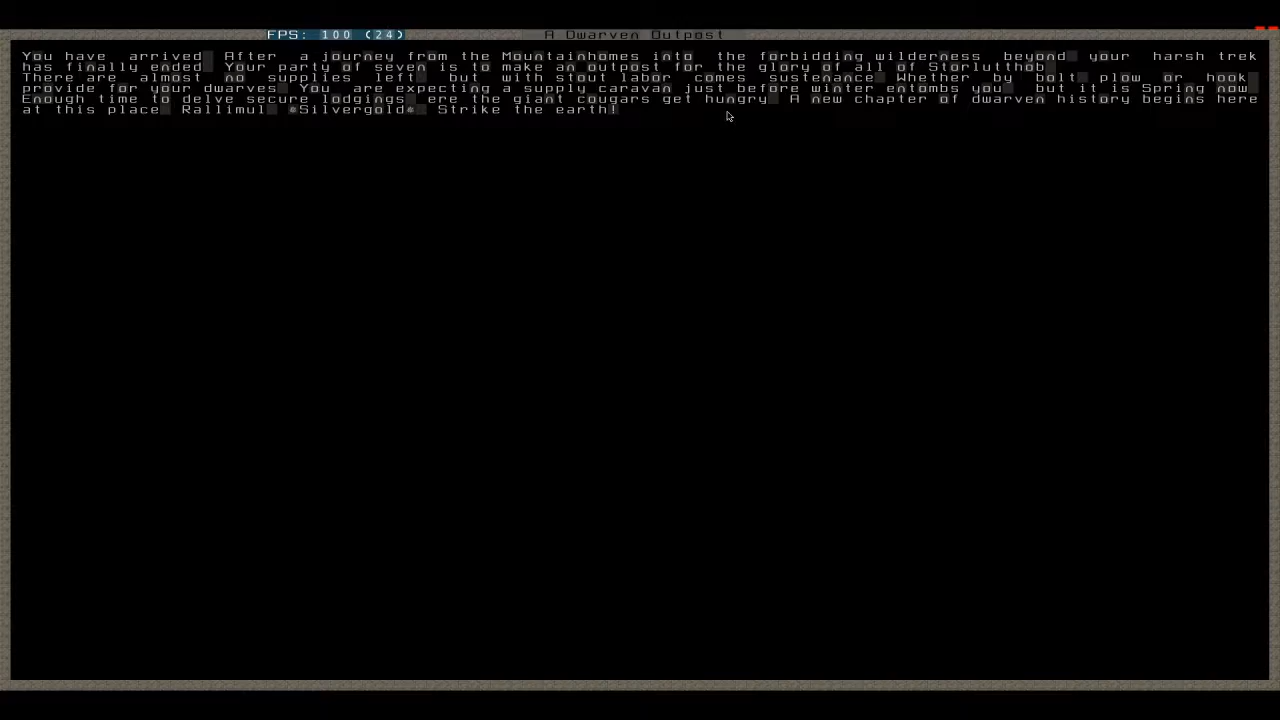 FPS: 100 (24)
A Dwarven Outpost
You have arrived. After a journey from the Mountainhomes into the forbidding wilderness beyond, your harsh trek
has finally ended. Your party of seven is to make an outpost for the glory of all of Storlutthob.
There are almost no supplies left, but with stout labor comes sustenance. Whether by bolt, plow or hook,
provide for your dwarves. You are expecting a supply caravan just before winter entombs you, but it is Spring now.
Enough time to delve secure lodgings, ere the giant cougars get hungry. A new chapter of dwarven history begins here
at this place, Rallimul, *Silvergold*. Strike the earth!